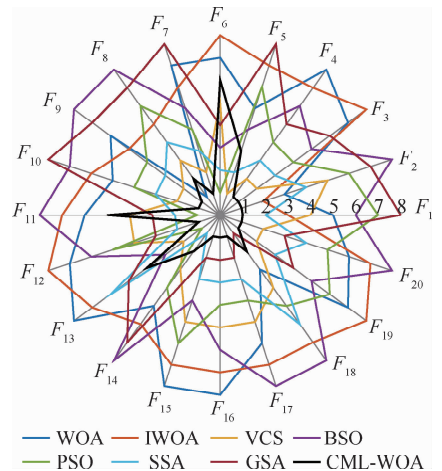 F6
F7
F5
F8
F4
F9
F3
F10
F2
F11
1 2 3 4 5 6 7 8 F1
F12
F20
F13
F19
F14
F18
F15
F16
F17
WOA IWOA VCS BSO
PSO SSA GSA CML-WOA